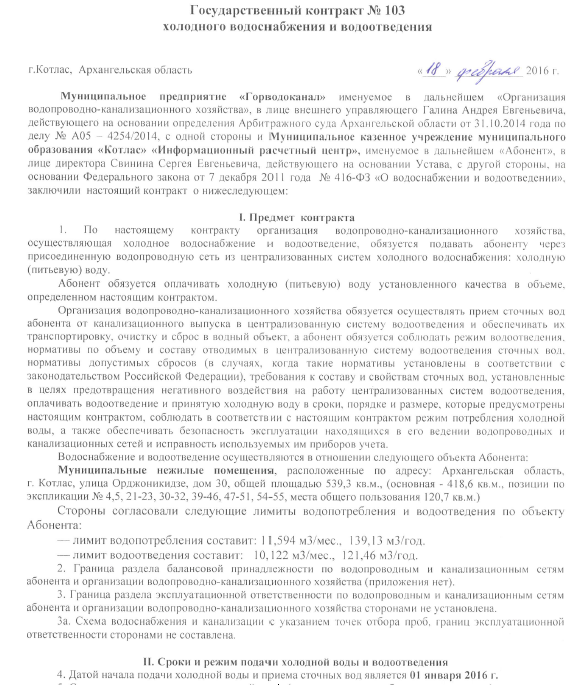 Государственный контракт № 103
холодного водоснабжения и водоотведения
г.Котлас, Архангельская область « 18 » февраля 2016 г.
Муниципальное предприятие «Горводоканал» именуемое в дальнейшем «Организация
водопроводно-канализационного хозяйства», в лице внешнего управляющего Галина Андрея Евгеньевича,
действующего на основании определения Арбитражного суда Архангельской области от 31.10.2014 года по
делу № А05 – 4254/2014, с одной стороны и Муниципальное казенное учреждение муниципального
образования «Котлас» «Информационный расчетный центр», именуемое в дальнейшем «Абонент», в
лице директора Свинина Сергея Евгеньевича, действующего на основании Устава, с другой стороны, на
основании Федерального закона от 7 декабря 2011 года № 416-ФЗ «О водоснабжении и водоотведении»,
заключили настоящий контракт о нижеследующем:
I. Предмет контракта
1. По настоящему контракту организация водопроводно-канализационного хозяйства,
осуществляющая холодное водоснабжение и водоотведение, обязуется подавать абоненту через
присоединенную водопроводную сеть из централизованных систем холодного водоснабжения: холодную
(питьевую) воду.
Абонент обязуется оплачивать холодную (питьевую) воду установленного качества в объеме,
определенном настоящим контрактом.
Организация водопроводно-канализационного хозяйства обязуется осуществлять прием сточных вод
абонента от канализационного выпуска в централизованную систему водоотведения и обеспечивать их
транспортировку, очистку и сброс в водный объект, а абонент обязуется соблюдать режим водоотведения,
нормативы по объему и составу отводимых в централизованную систему водоотведения сточных вод,
нормативы допустимых сбросов (в случаях, когда такие нормативы установлены в соответствии с
законодательством Российской Федерации), требования к составу и свойствам сточных вод, установленные
в целях предотвращения негативного воздействия на работу централизованных систем водоотведения,
оплачивать водоотведение и принятую холодную воду в сроки, порядке и размере, которые предусмотрены
настоящим контрактом, соблюдать в соответствии с настоящим контрактом режим потребления холодной
воды, а также обеспечивать безопасность эксплуатации находящихся в его ведении водопроводных и
канализационных сетей и исправность используемых им приборов учета.
Водоснабжение и водоотведение осуществляются в отношении следующего объекта Абонента:
Муниципальные нежилые помещения, расположенные по адресу: Архангельская область,
г. Котлас, улица Орджоникидзе, дом 30, общей площадью 539,3 кв.м., (основная - 418,6 кв.м., позиции по
экспликации № 4,5, 21-23, 30-32, 39-46, 47-51, 54-55, места общего пользования 120,7 кв.м.)
Стороны согласовали следующие лимиты водопотребления и водоотведения по объекту
Абонента:
— лимит водопотребления составит: 11,594 м3/мес., 139,13 м3/год.
— лимит водоотведения составит: 10,122 м3/мес., 121,46 м3/год.
2. Граница раздела балансовой принадлежности по водопроводным и канализационным сетям
абонента и организации водопроводно-канализационного хозяйства (приложения нет).
3. Граница раздела эксплуатационной ответственности по водопроводным и канализационным сетям
абонента и организации водопроводно-канализационного хозяйства сторонами не установлена.
3а. Схема водоснабжения и канализации с указанием точек отбора проб, границ эксплуатационной
ответственности сторонами не составлена.
II. Сроки и режим подачи холодной воды и водоотведения
4. Датой начала подачи холодной воды и приема сточных вод является 01 января 2016 г.